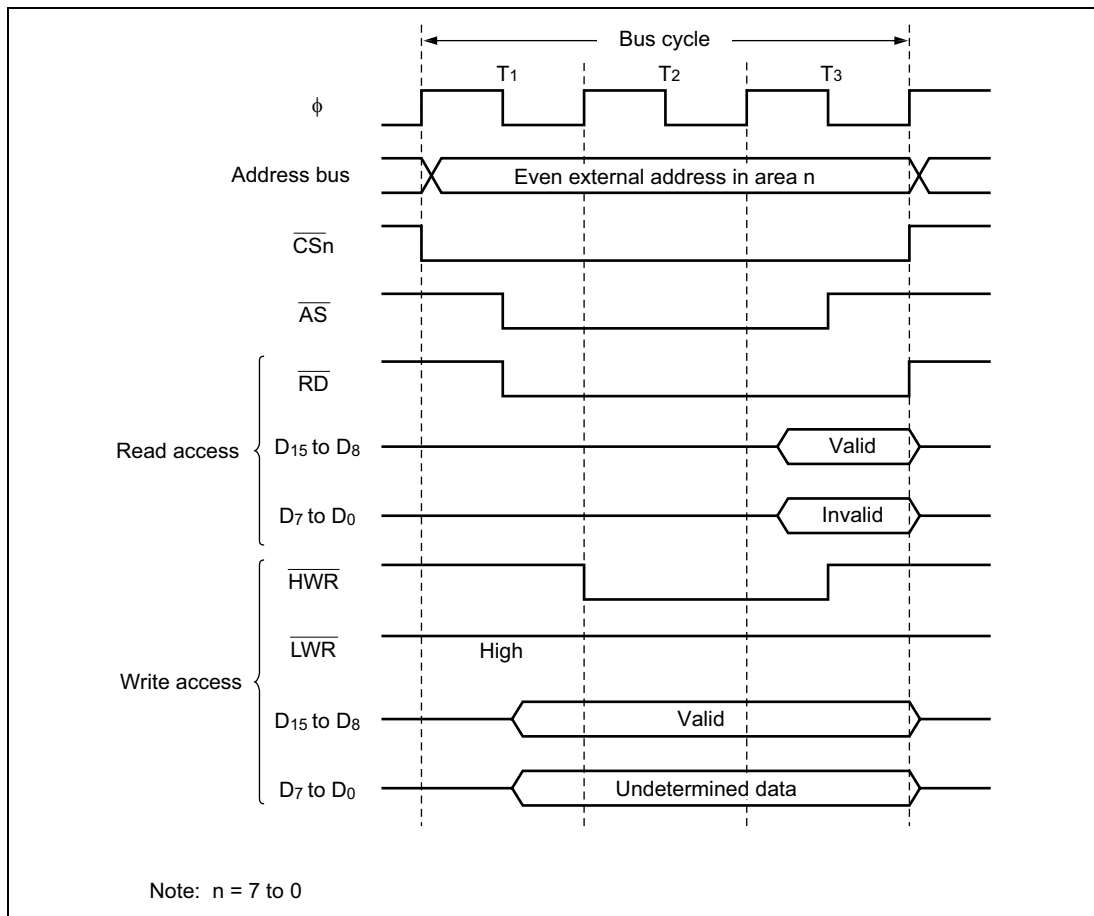 Bus cycle
T1 T2 T3
ϕ
Address bus Even external address in area n
CSn
AS
RD
Read access
D15 to D8 Valid
D7 to D0 Invalid
HWR
LWR High
Write access
D15 to D8 Valid
D7 to D0 Undetermined data
Note: n = 7 to 0